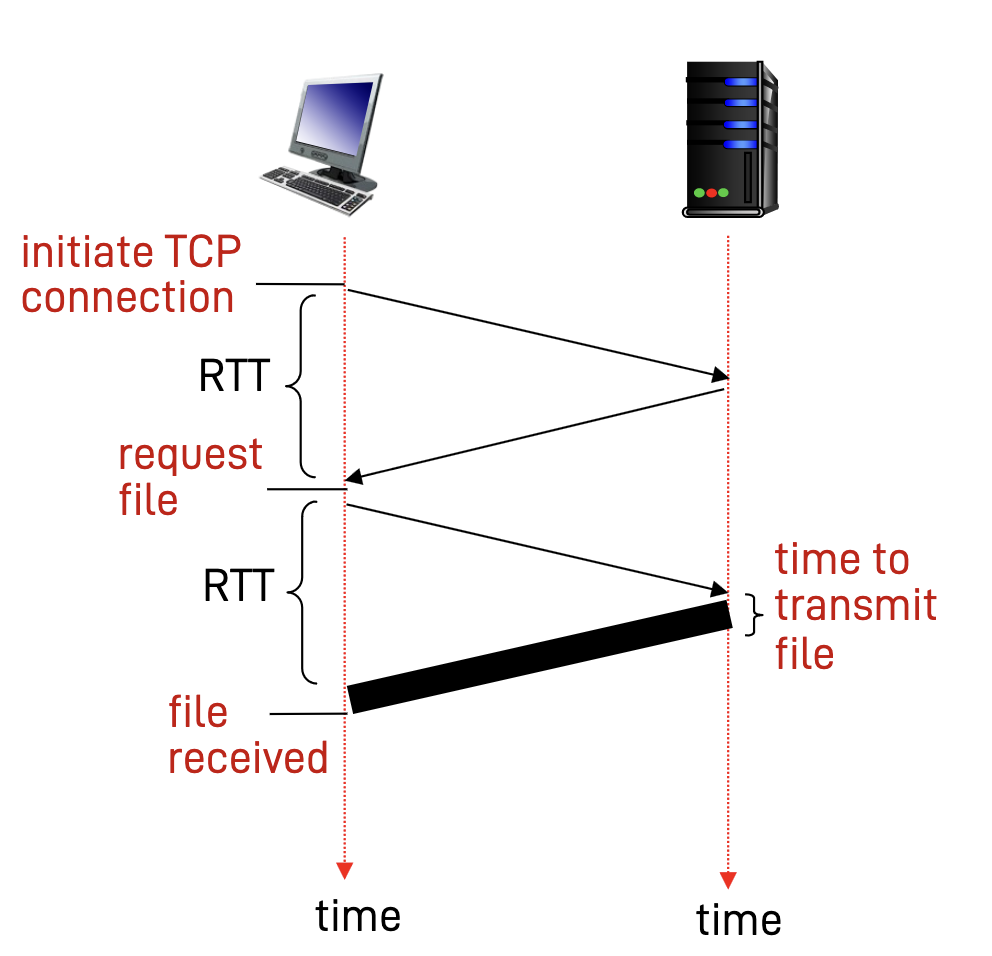 initiate TCP
connection
RTT
request
file
RTT
time to
transmit
file
file
received
time
time